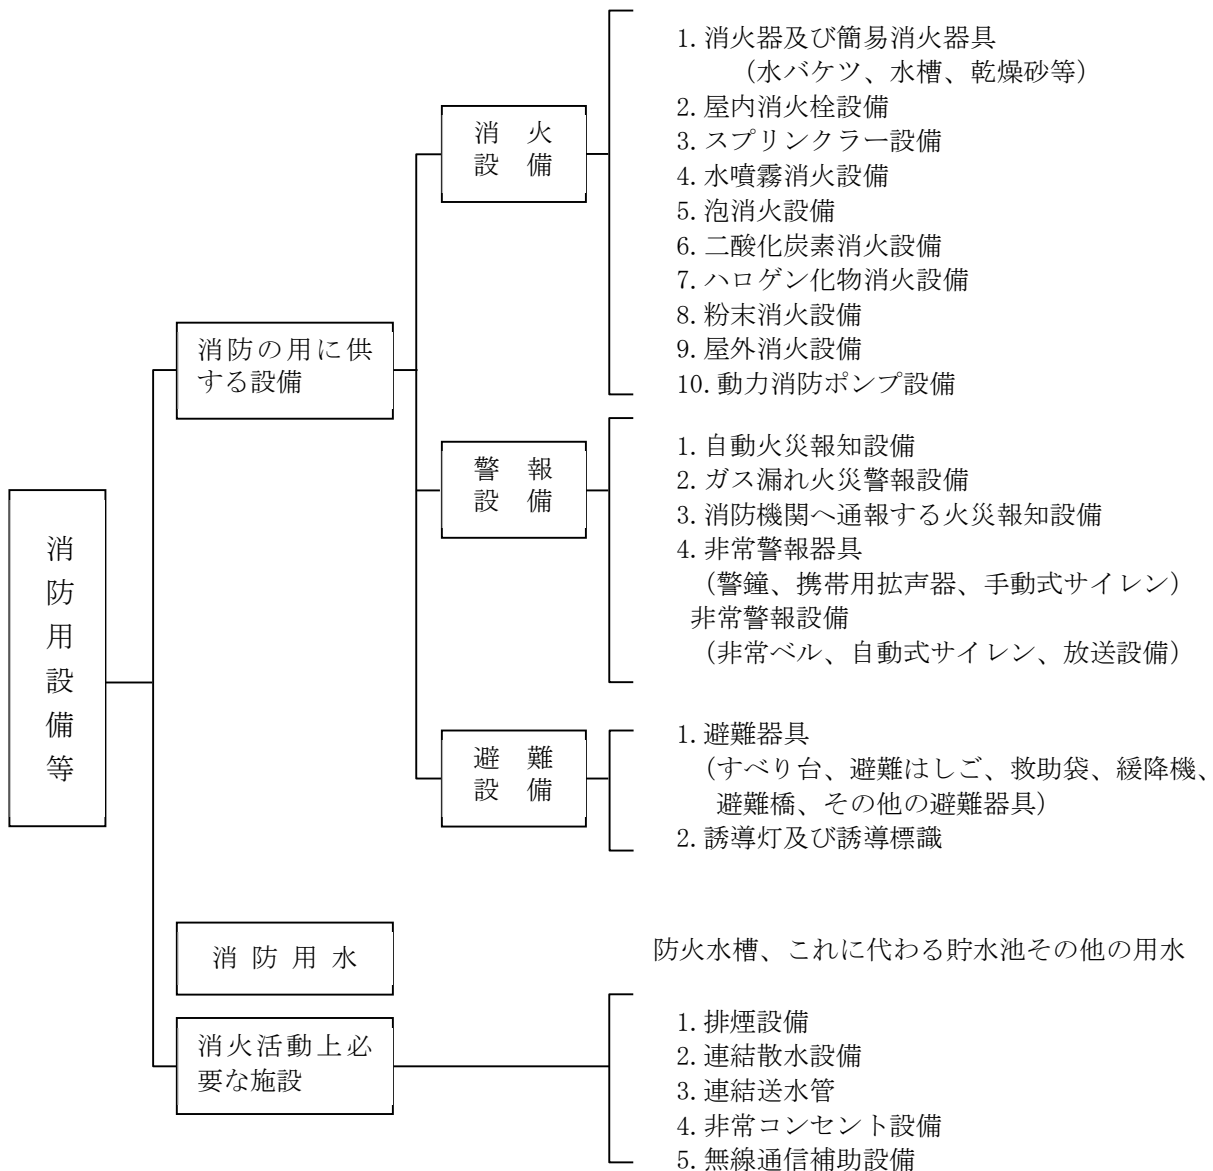 消防用設備等
消防の用に供
する設備
消火
設備
1.消火器及び簡易消火器具
(水バケツ、水槽、乾燥砂等)
2.屋内消火栓設備
3.スプリンクラー設備
4.水噴霧消火設備
5.泡消火設備
6.二酸化炭素消火設備
7.ハロゲン化物消火設備
8.粉末消火設備
9.屋外消火設備
10.動力消防ポンプ設備
警報
設備
1.自動火災報知設備
2.ガス漏れ火災警報設備
3.消防機関へ通報する火災報知設備
4.非常警報器具
(警鐘、携帯用拡声器、手動式サイレン)
非常警報設備
(非常ベル、自動式サイレン、放送設備)
避難
設備
1.避難器具
(すべり台、避難はしご、救助袋、緩降機、
避難橋、その他の避難器具)
2.誘導灯及び誘導標識
消防用水
防火水槽、これに代わる貯水池その他の用水
消火活動上必
要な施設
1.排煙設備
2.連結散水設備
3.連結送水管
4.非常コンセント設備
5.無線通信補助設備